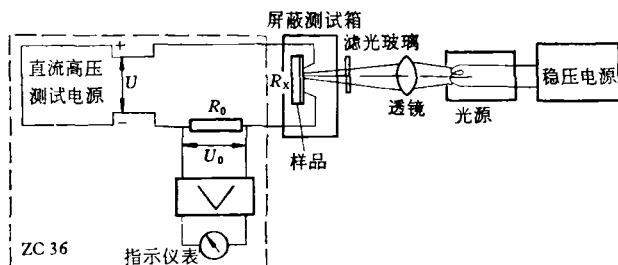 屏蔽测试箱
滤光玻璃
直流高压
测试电源
+
U
−
R₀
U₀
Rₓ
样品
透镜
光源
稳压电源
指示仪表
ZC 36